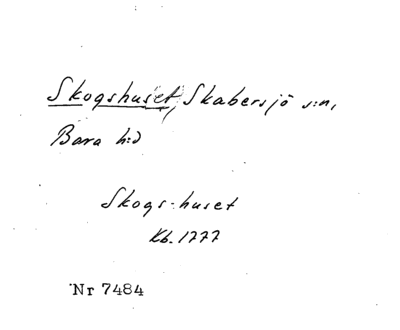 Skogshuset, Skabersjö s:n,
Bara h:d
Skogs-huset
Kb. 1777
Nr 7484